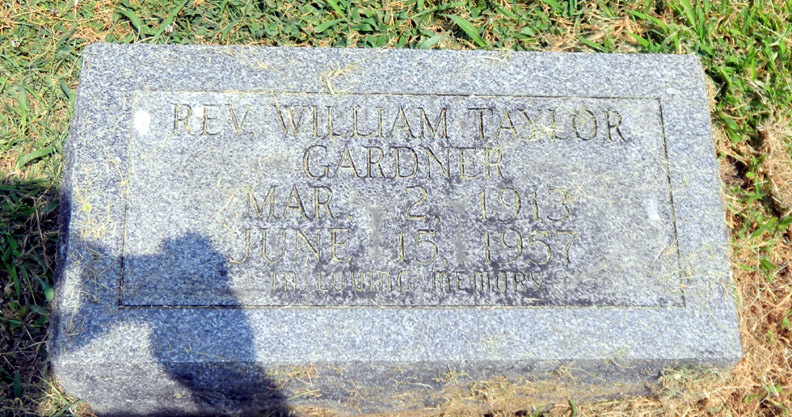 REV. WILLIAM TAYLOR
GARDNER
MAR. 2, 1913
JUNE 15, 1957
IN LOVING MEMORY